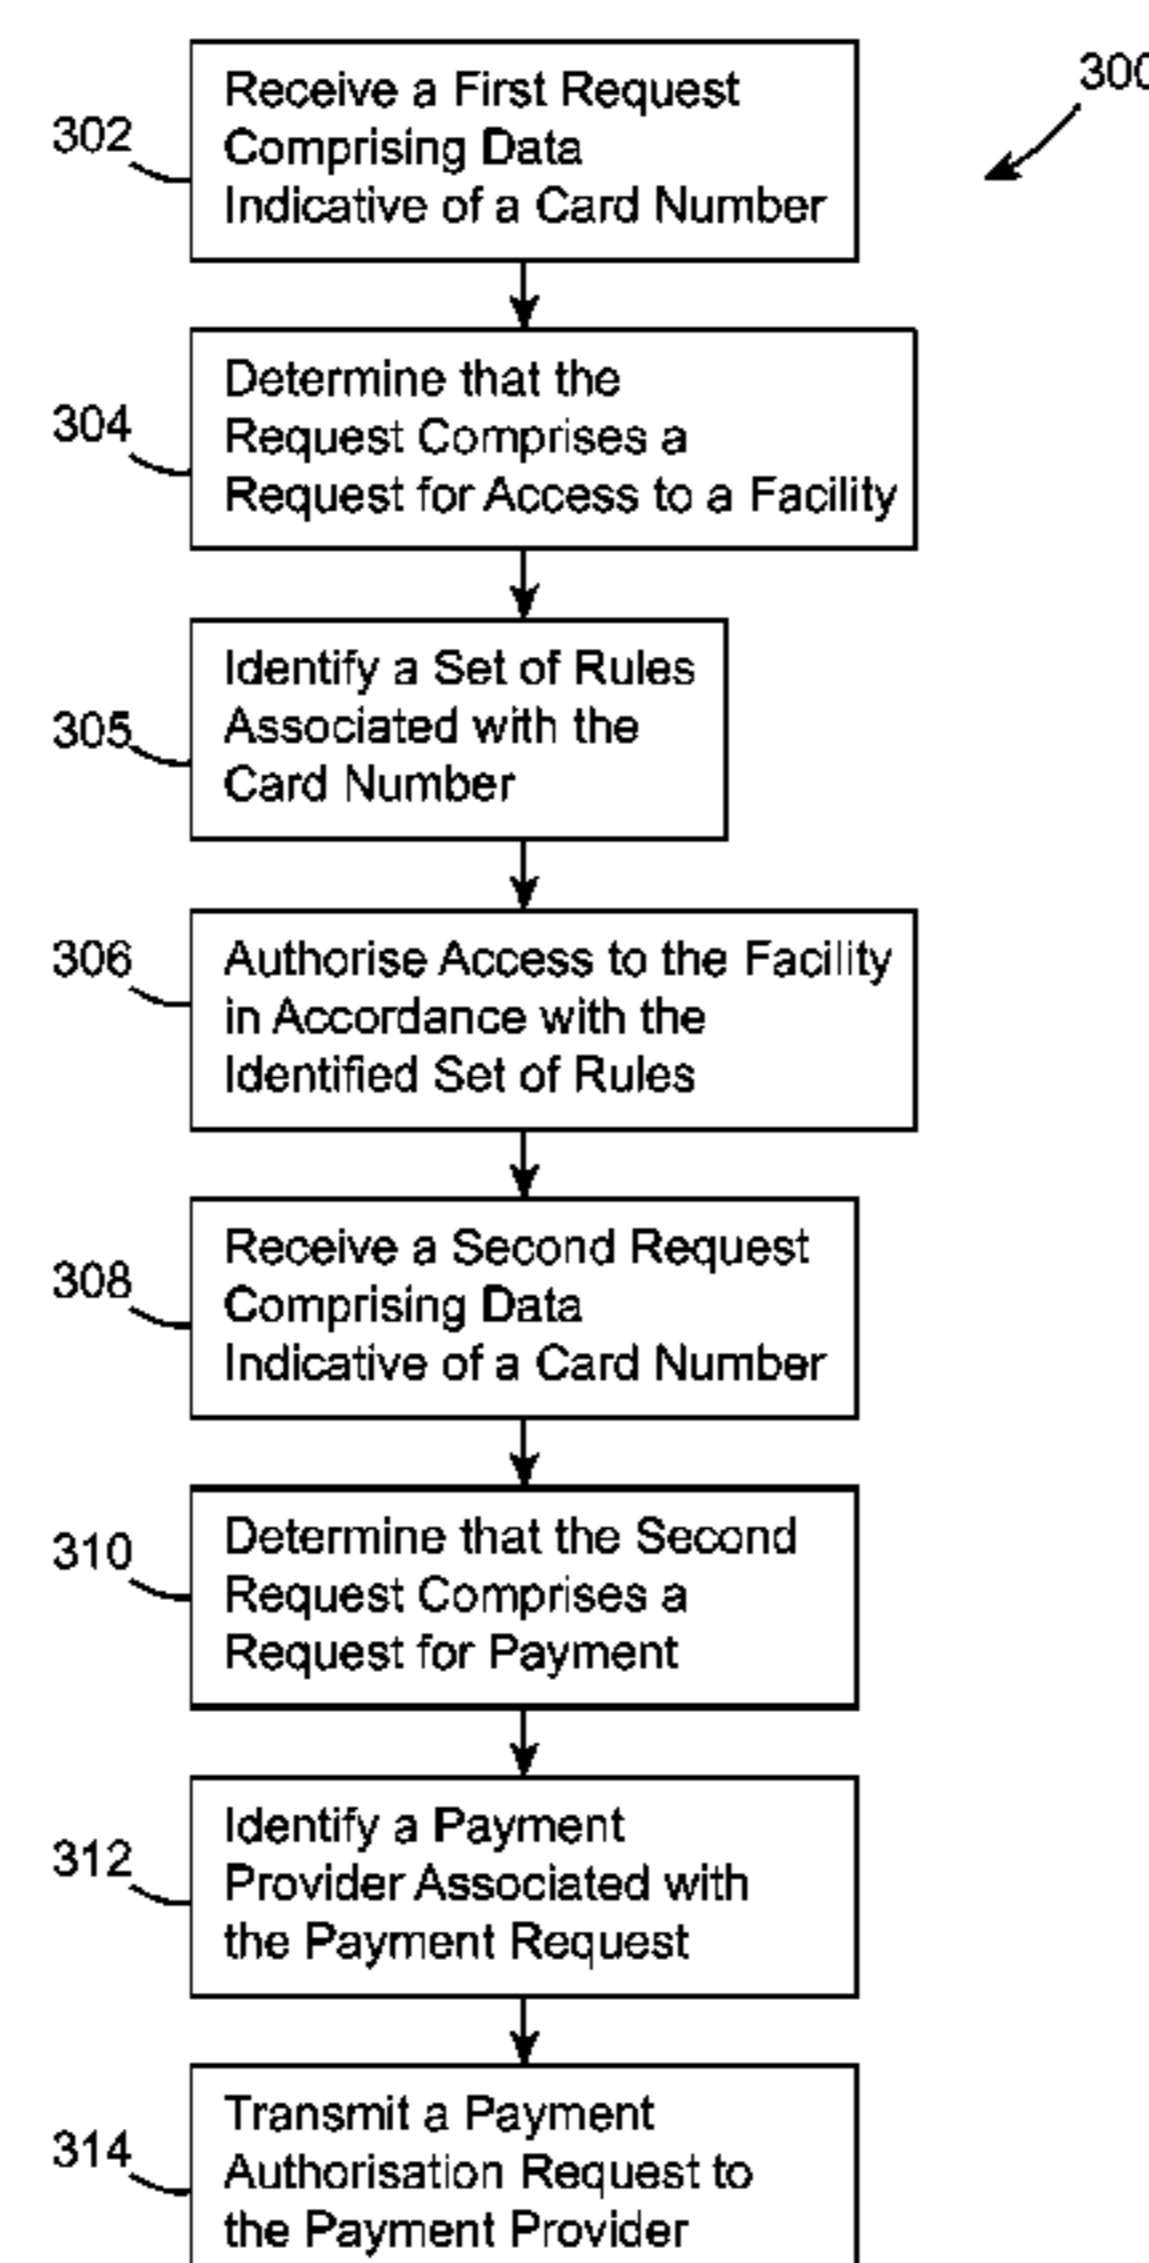 300
302
Receive a First Request
Comprising Data
Indicative of a Card Number
304
Determine that the
Request Comprises a
Request for Access to a Facility
305
Identify a Set of Rules
Associated with the
Card Number
306
Authorise Access to the Facility
in Accordance with the
Identified Set of Rules
308
Receive a Second Request
Comprising Data
Indicative of a Card Number
310
Determine that the Second
Request Comprises a
Request for Payment
312
Identify a Payment
Provider Associated with
the Payment Request
314
Transmit a Payment
Authorisation Request to
the Payment Provider